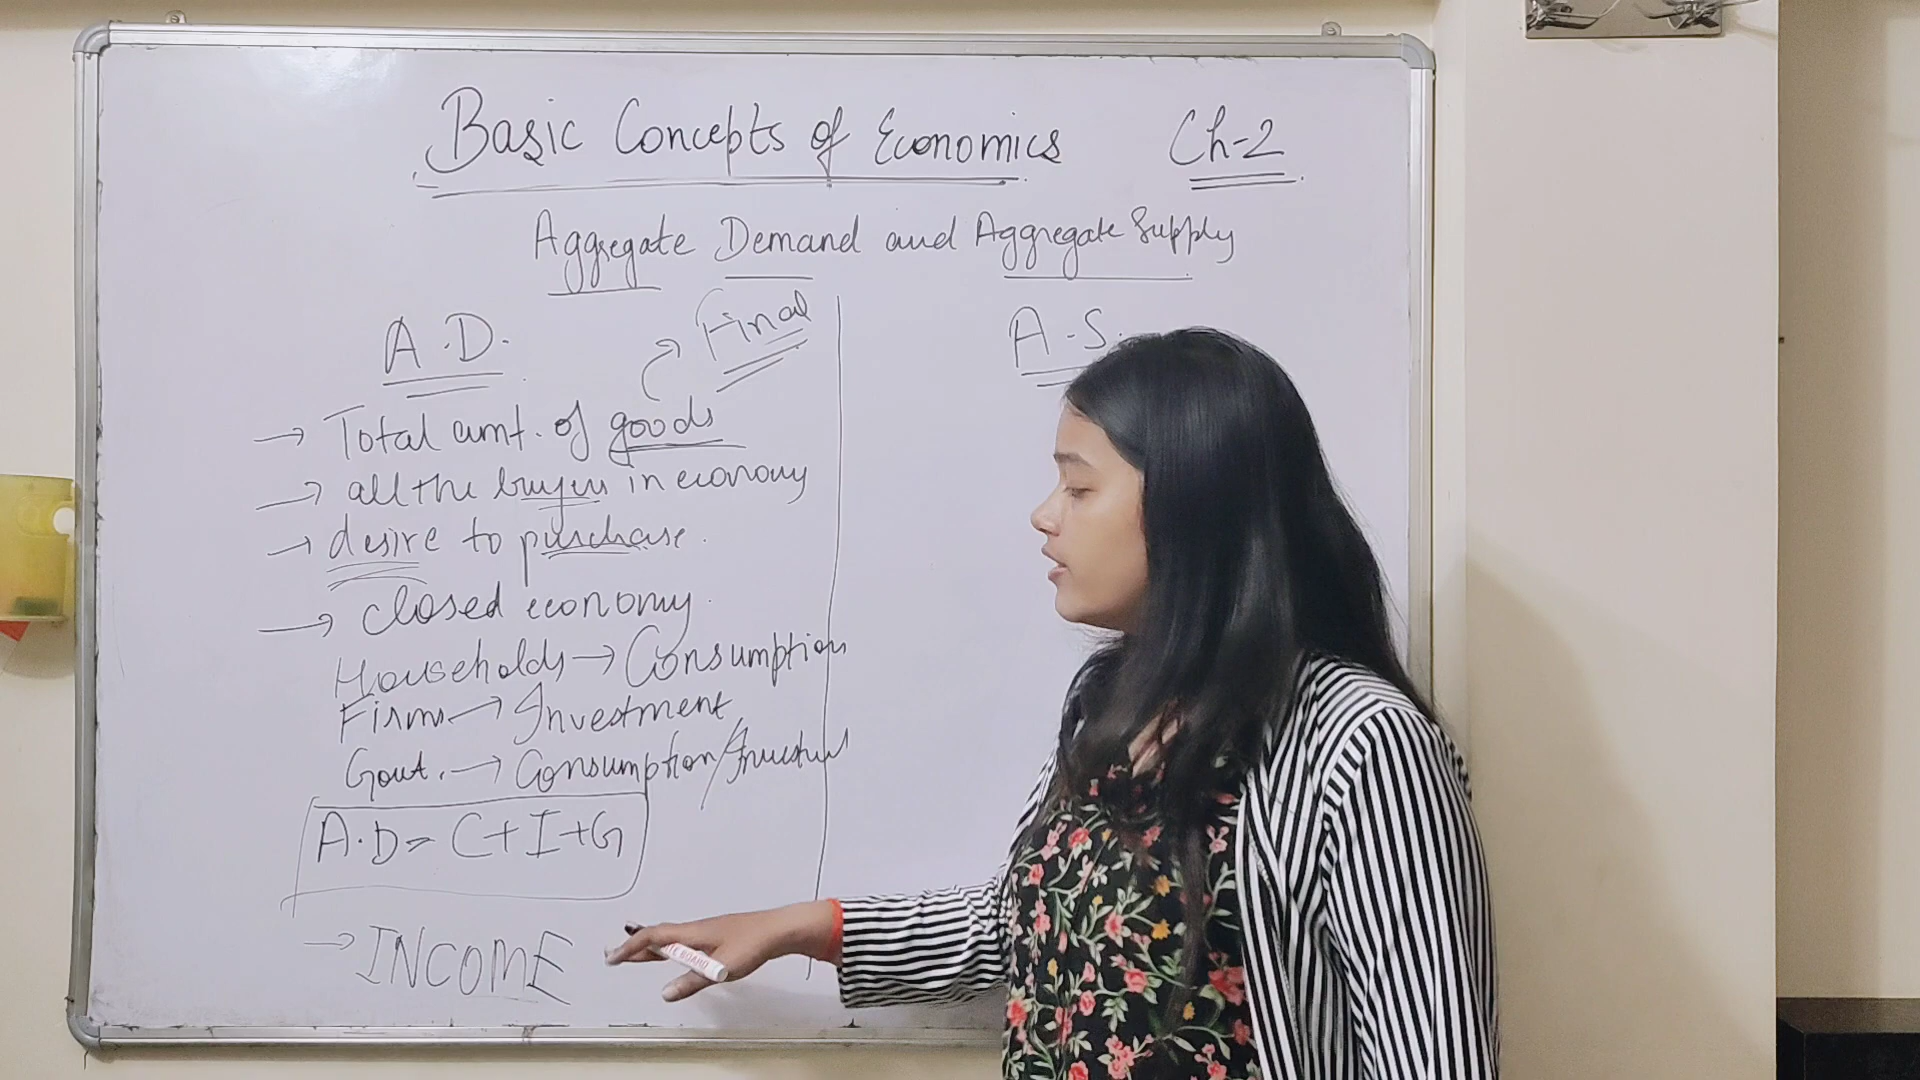 Basic Concepts of Economics Ch-2
Aggregate Demand and Aggregate Supply
A.D.
Final
→ Total amt. of goods
→ all the buyers in economy
→ desire to purchase.
→ closed economy.
Households → Consumption
Firms → Investment
Govt. → Consumption/
A.D = C+I+G
→ INCOME
A.S.